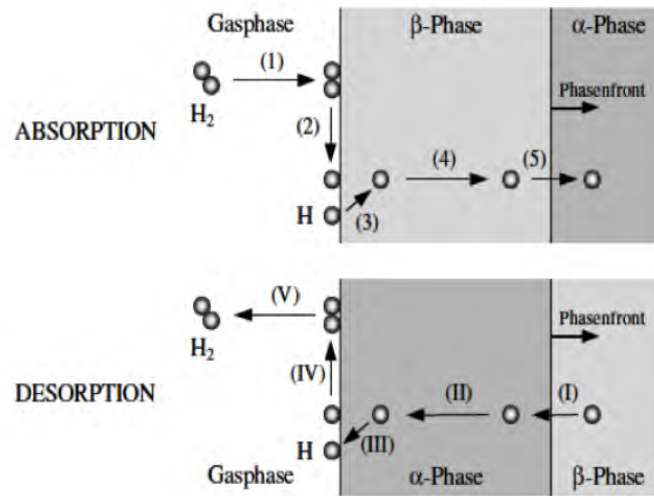 Gasphase β-Phase α-Phase
(1)
H₂
Phasenfront
ABSORPTION
(2)
(4) (5)
H (3)
(V)
H₂
Phasenfront
(IV)
DESORPTION
(II) (I)
H (III)
Gasphase α-Phase β-Phase